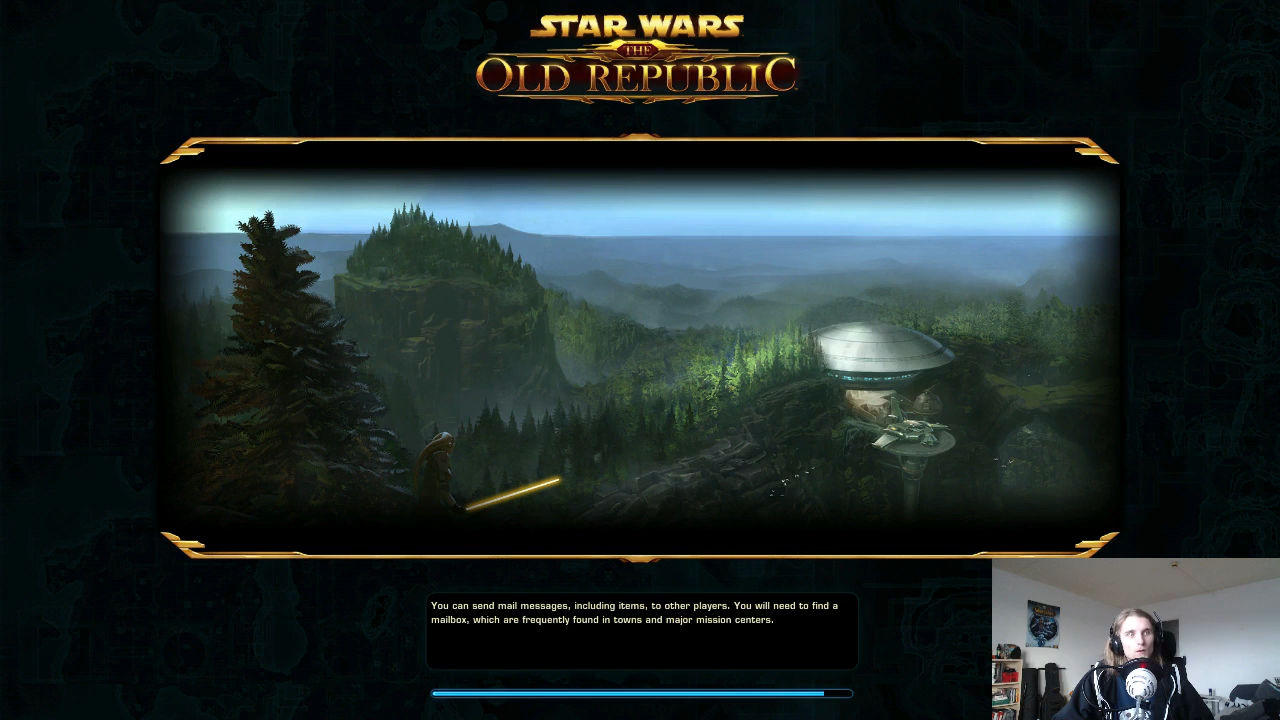 STAR WARS
THE
OLD REPUBLIC
You can send mail messages, including items, to other players. You will need to find a
mailbox, which are frequently found in towns and major mission centers.